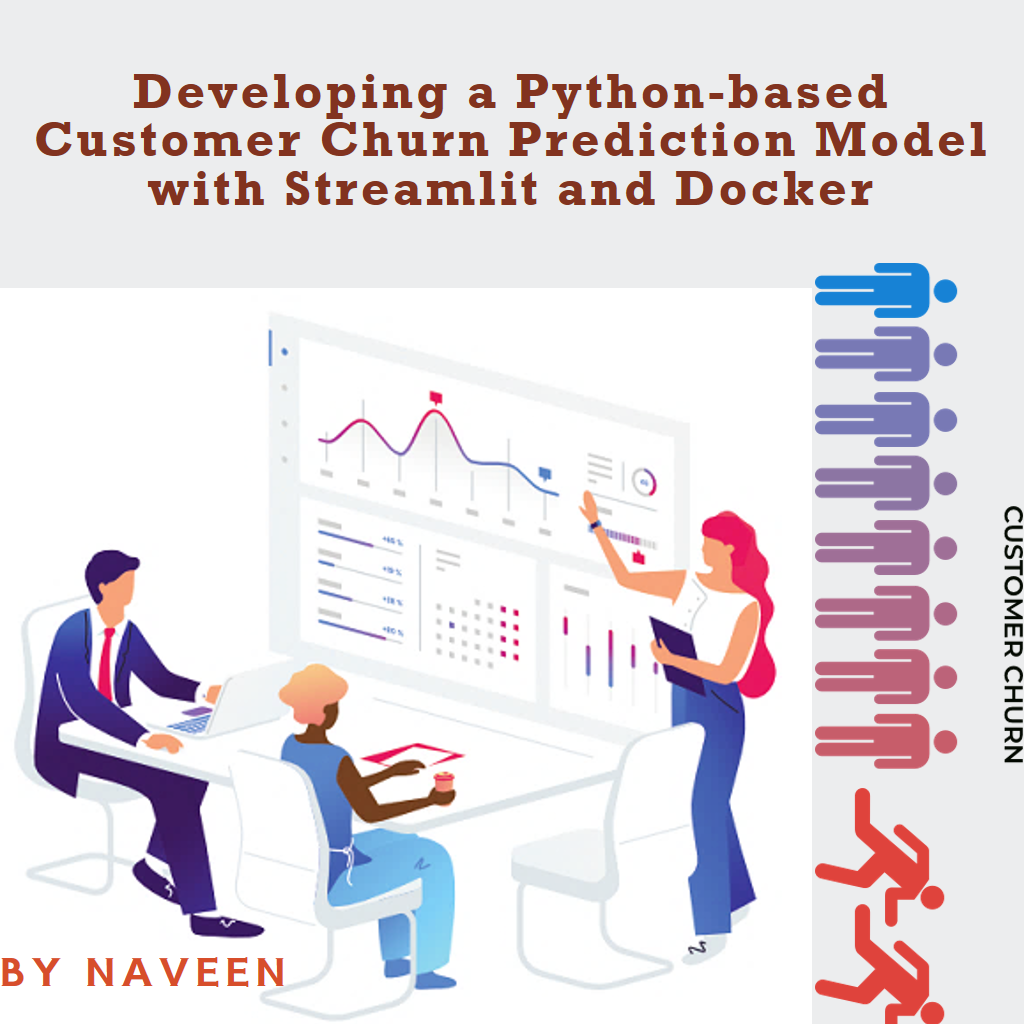 Developing a Python-based
Customer Churn Prediction Model
with Streamlit and Docker
CUSTOMER CHURN
BY NAVEEN